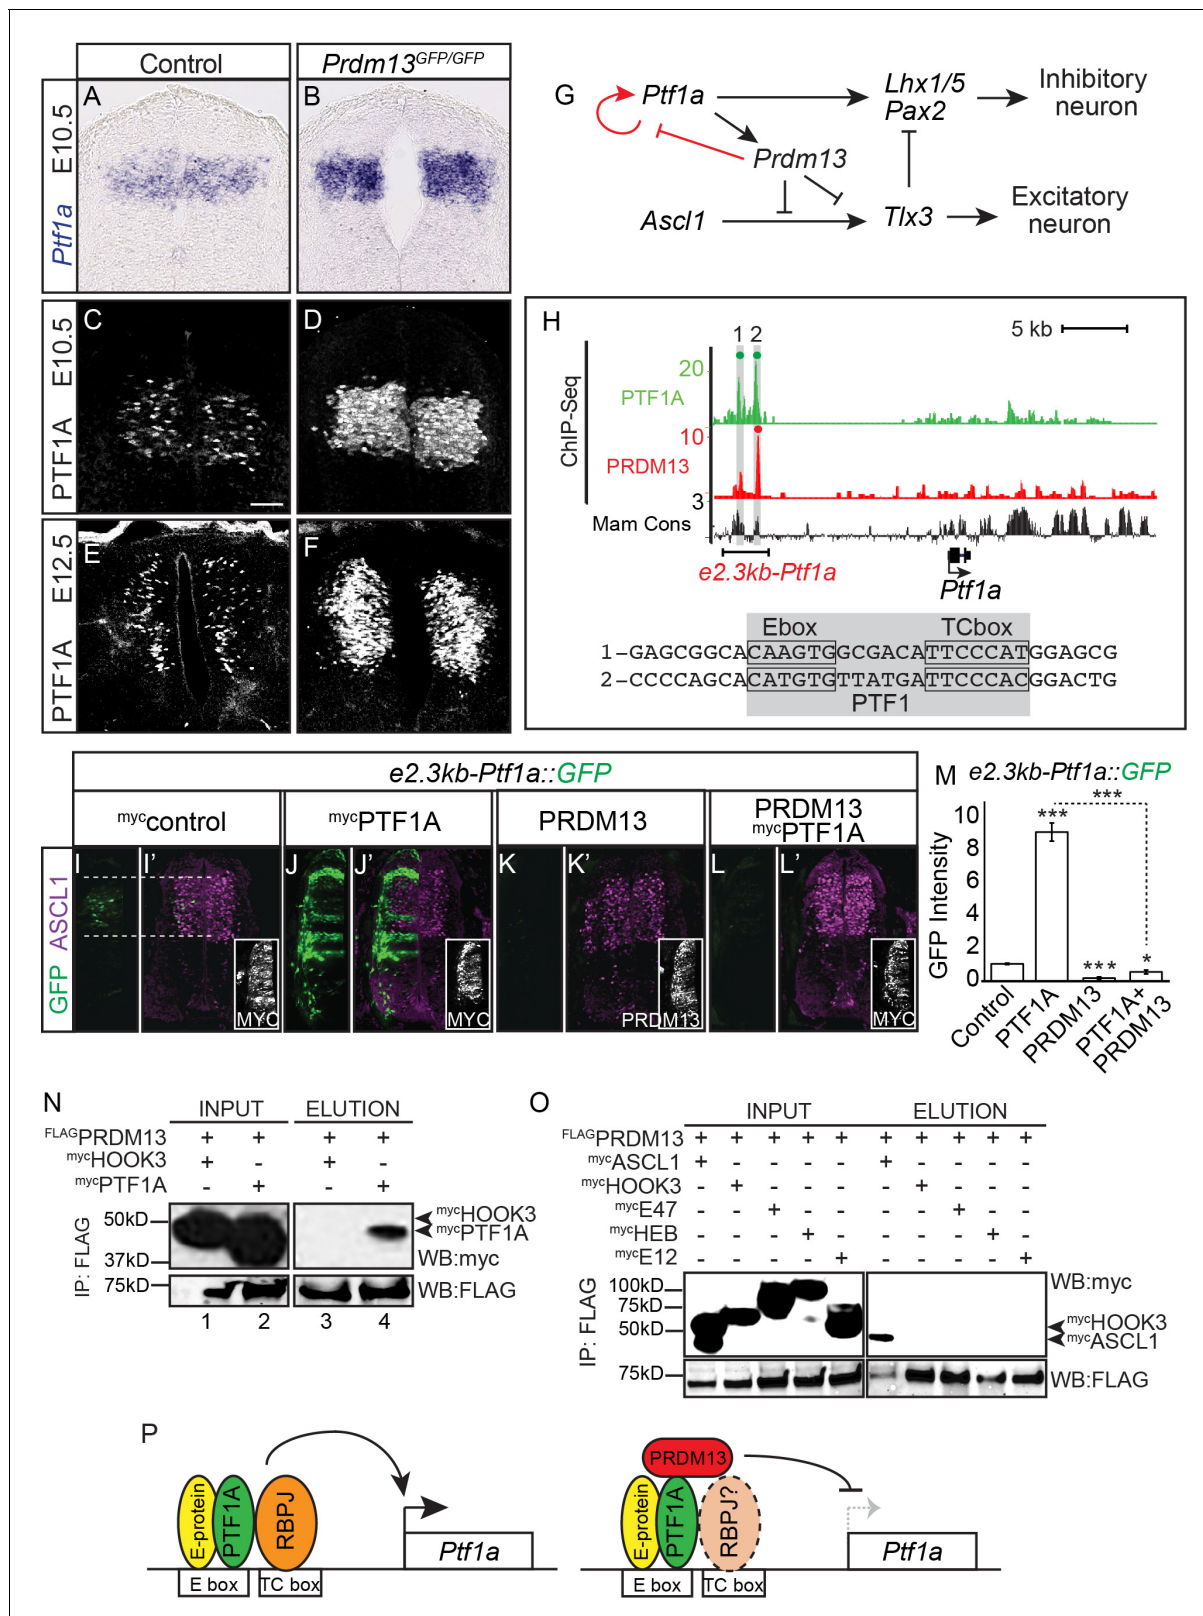 Control
Prdm13GFP/GFP
Ptf1a E10.5
A
B
PTF1A E10.5
C
D
PTF1A E12.5
E
F
G
Ptf1a
Lhx1/5
Pax2
Inhibitory
neuron
Prdm13
Ascl1
Tlx3
Excitatory
neuron
H
1 2
5 kb
ChIP-Seq
20
PTF1A
10
PRDM13
3
Mam Cons
e2.3kb-Ptf1a
Ptf1a
Ebox
TCbox
1–GAGCGGCACAAGTGGCGACATTCCCATGGAGCG
2–CCCCAGCACATGTGTTATGATTCCCACGGACTG
PTF1
e2.3kb-Ptf1a::GFP
myccontrol
mycPTF1A
PRDM13
PRDM13
mycPTF1A
GFP ASCL1
I
I'
MYC
J
J'
MYC
K
K'
PRDM13
L
L'
MYC
M
e2.3kb-Ptf1a::GFP
GFP Intensity
10
8
6
4
2
0
***
***
***
*
Control
PTF1A
PRDM13
PTF1A+
PRDM13
N
INPUT ELUTION
FLAGPRDM13 + + + +
mycHOOK3 + - + -
mycPTF1A - + - +
IP: FLAG
50kD
37kD
75kD
mycHOOK3
mycPTF1A
WB:myc
WB:FLAG
1 2 3 4
O
INPUT ELUTION
FLAGPRDM13 + + + + + + + + + +
mycASCL1 + - - - - + - - - -
mycHOOK3 - + - - - - + - - -
mycE47 - - + - - - - + - -
mycHEB - - - + - - - - + -
mycE12 - - - - + - - - - +
IP: FLAG
100kD
75kD
50kD
75kD
WB:myc
mycHOOK3
mycASCL1
WB:FLAG
P
E-protein
PTF1A
RBPJ
E box
TC box
Ptf1a
PRDM13
E-protein
PTF1A
RBPJ?
E box
TC box
Ptf1a